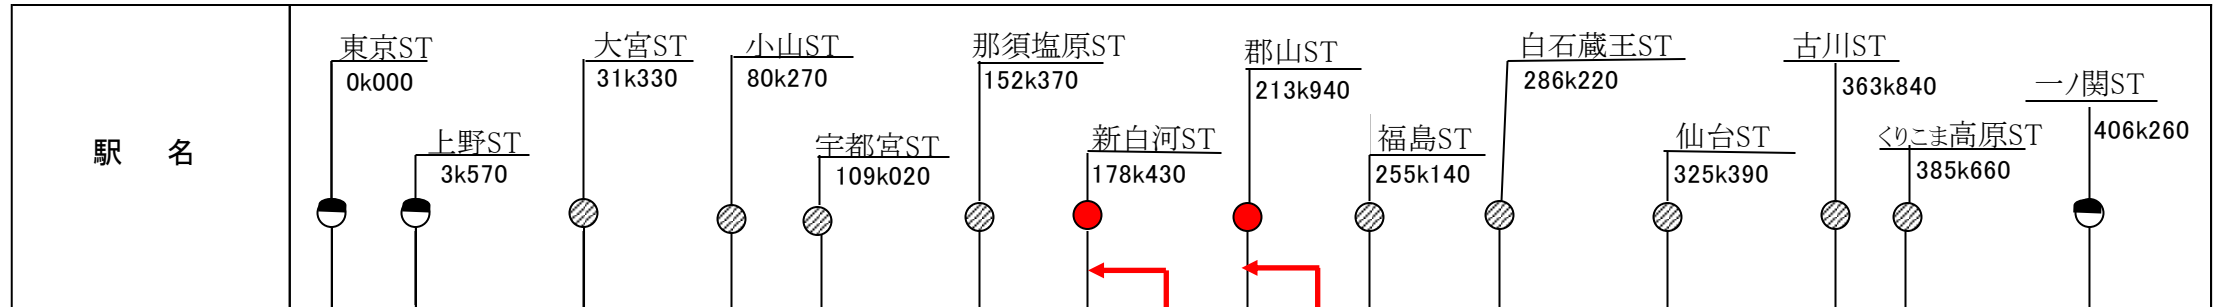 駅 名
東京ST
0k000
上野ST
3k570
大宮ST
31k330
小山ST
80k270
宇都宮ST
109k020
那須塩原ST
152k370
新白河ST
178k430
郡山ST
213k940
福島ST
255k140
白石蔵王ST
286k220
仙台ST
325k390
古川ST
363k840
くりこま高原ST
385k660
一ノ関ST
406k260